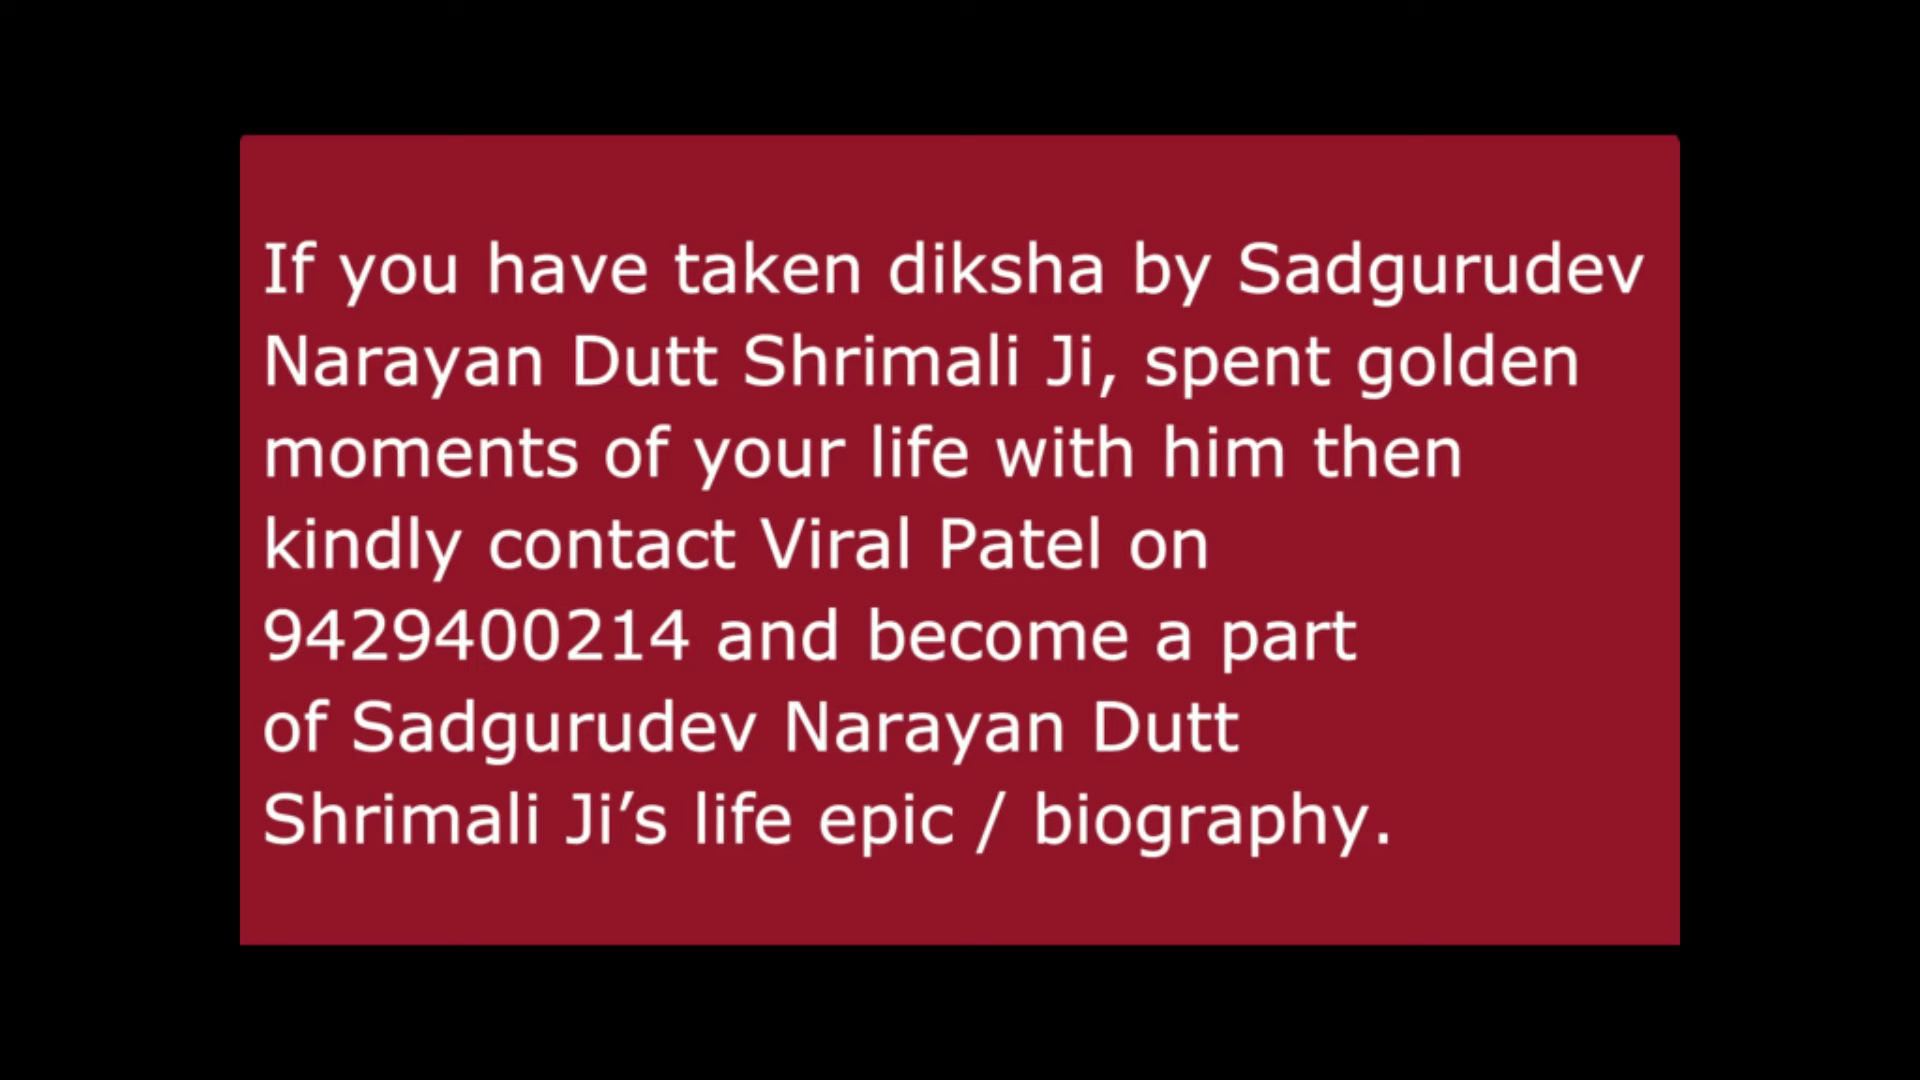 If you have taken diksha by Sadgurudev
Narayan Dutt Shrimali Ji, spent golden
moments of your life with him then
kindly contact Viral Patel on
9429400214 and become a part
of Sadgurudev Narayan Dutt
Shrimali Ji’s life epic / biography.